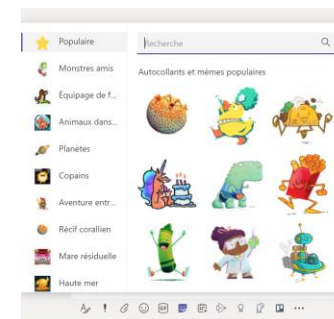 Populaire
Recherche
Monstres amis
Autocollants et mèmes populaires
Équipage de f...
Animaux dans...
Planètes
Copains
Aventure entr...
Récif corallien
Mare résiduelle
Haute mer
GIF